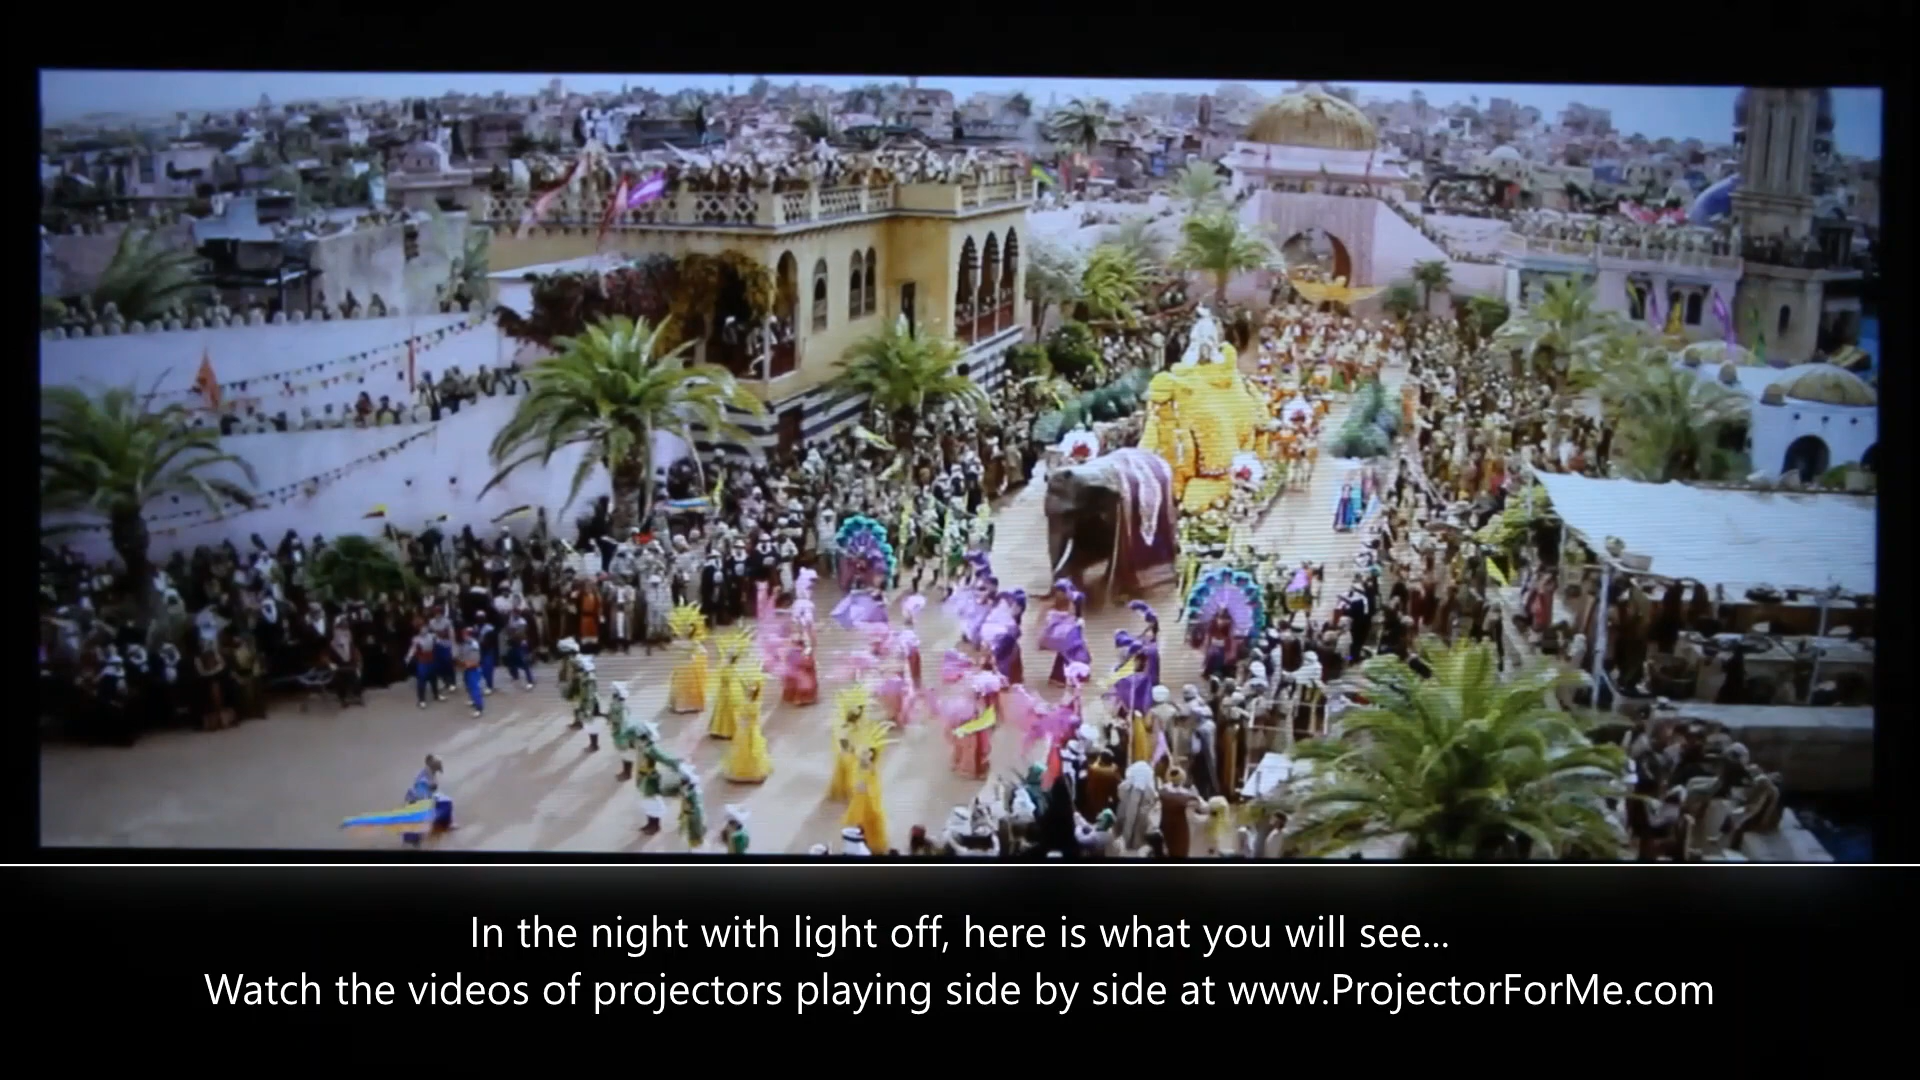 In the night with light off, here is what you will see...
Watch the videos of projectors playing side by side at www.ProjectorForMe.com